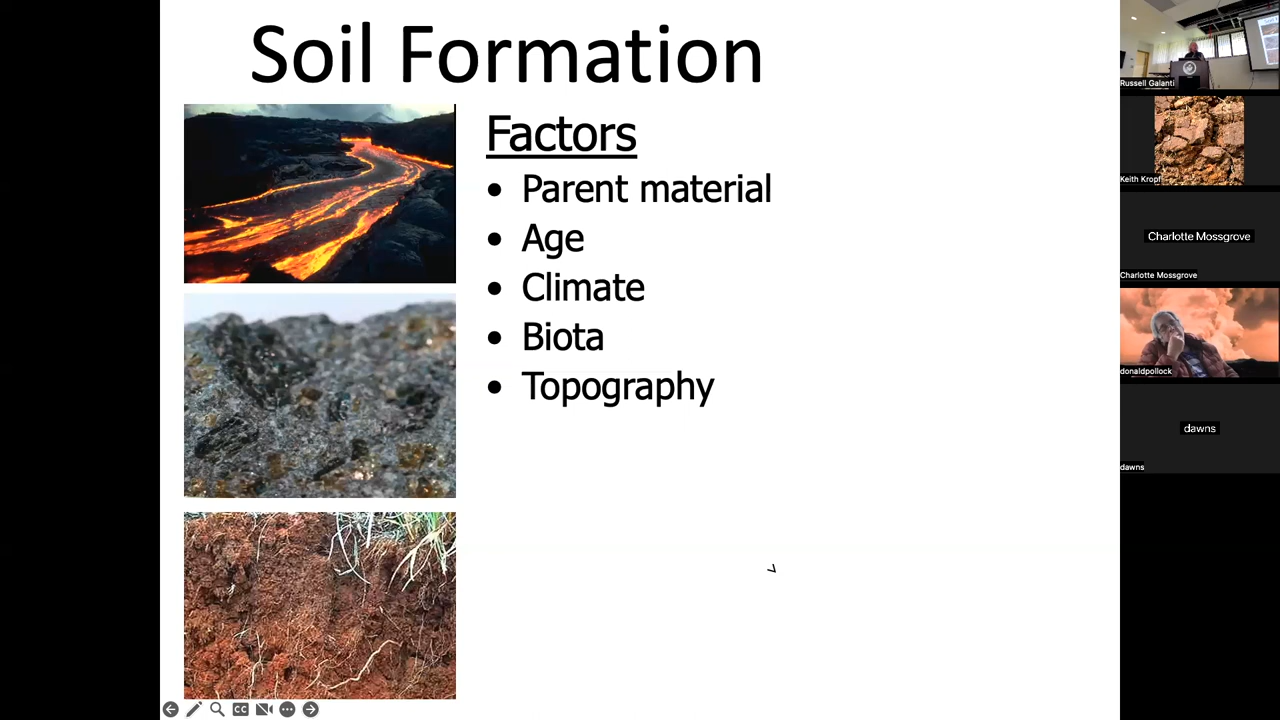 Soil Formation
Factors
• Parent material
• Age
• Climate
• Biota
• Topography
Russell Galanti
Keith Kropf
Charlotte Mossgrove
Charlotte Mossgrove
donaldpollock
dawns
dawns
CC